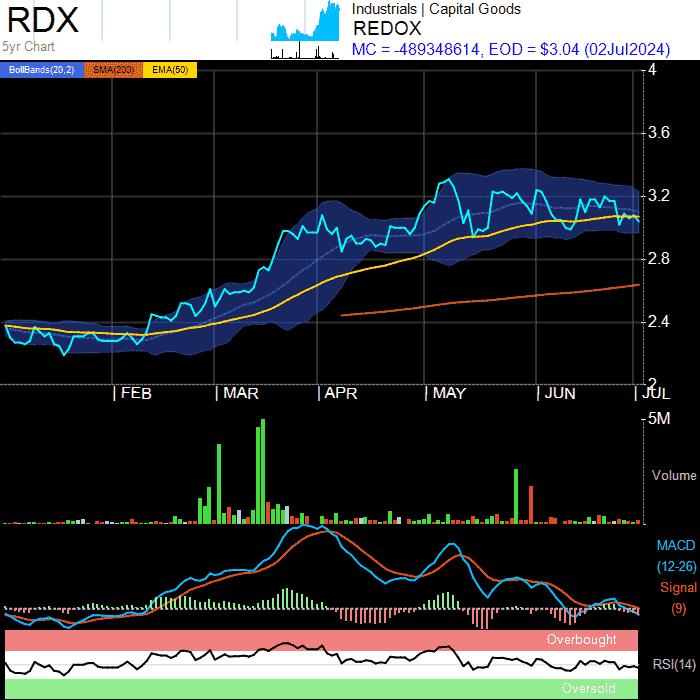 RDX
5yr Chart
Industrials | Capital Goods
REDOX
MC = -489348614, EOD = $3.04 (02Jul2024)
BollBands(20,2) SMA(200) EMA(50)
4
3.6
3.2
2.8
2.4
2
FEB MAR APR MAY JUN JUL
5M
Volume
MACD
(12-26)
Signal
(9)
Overbought
RSI(14)
Oversold